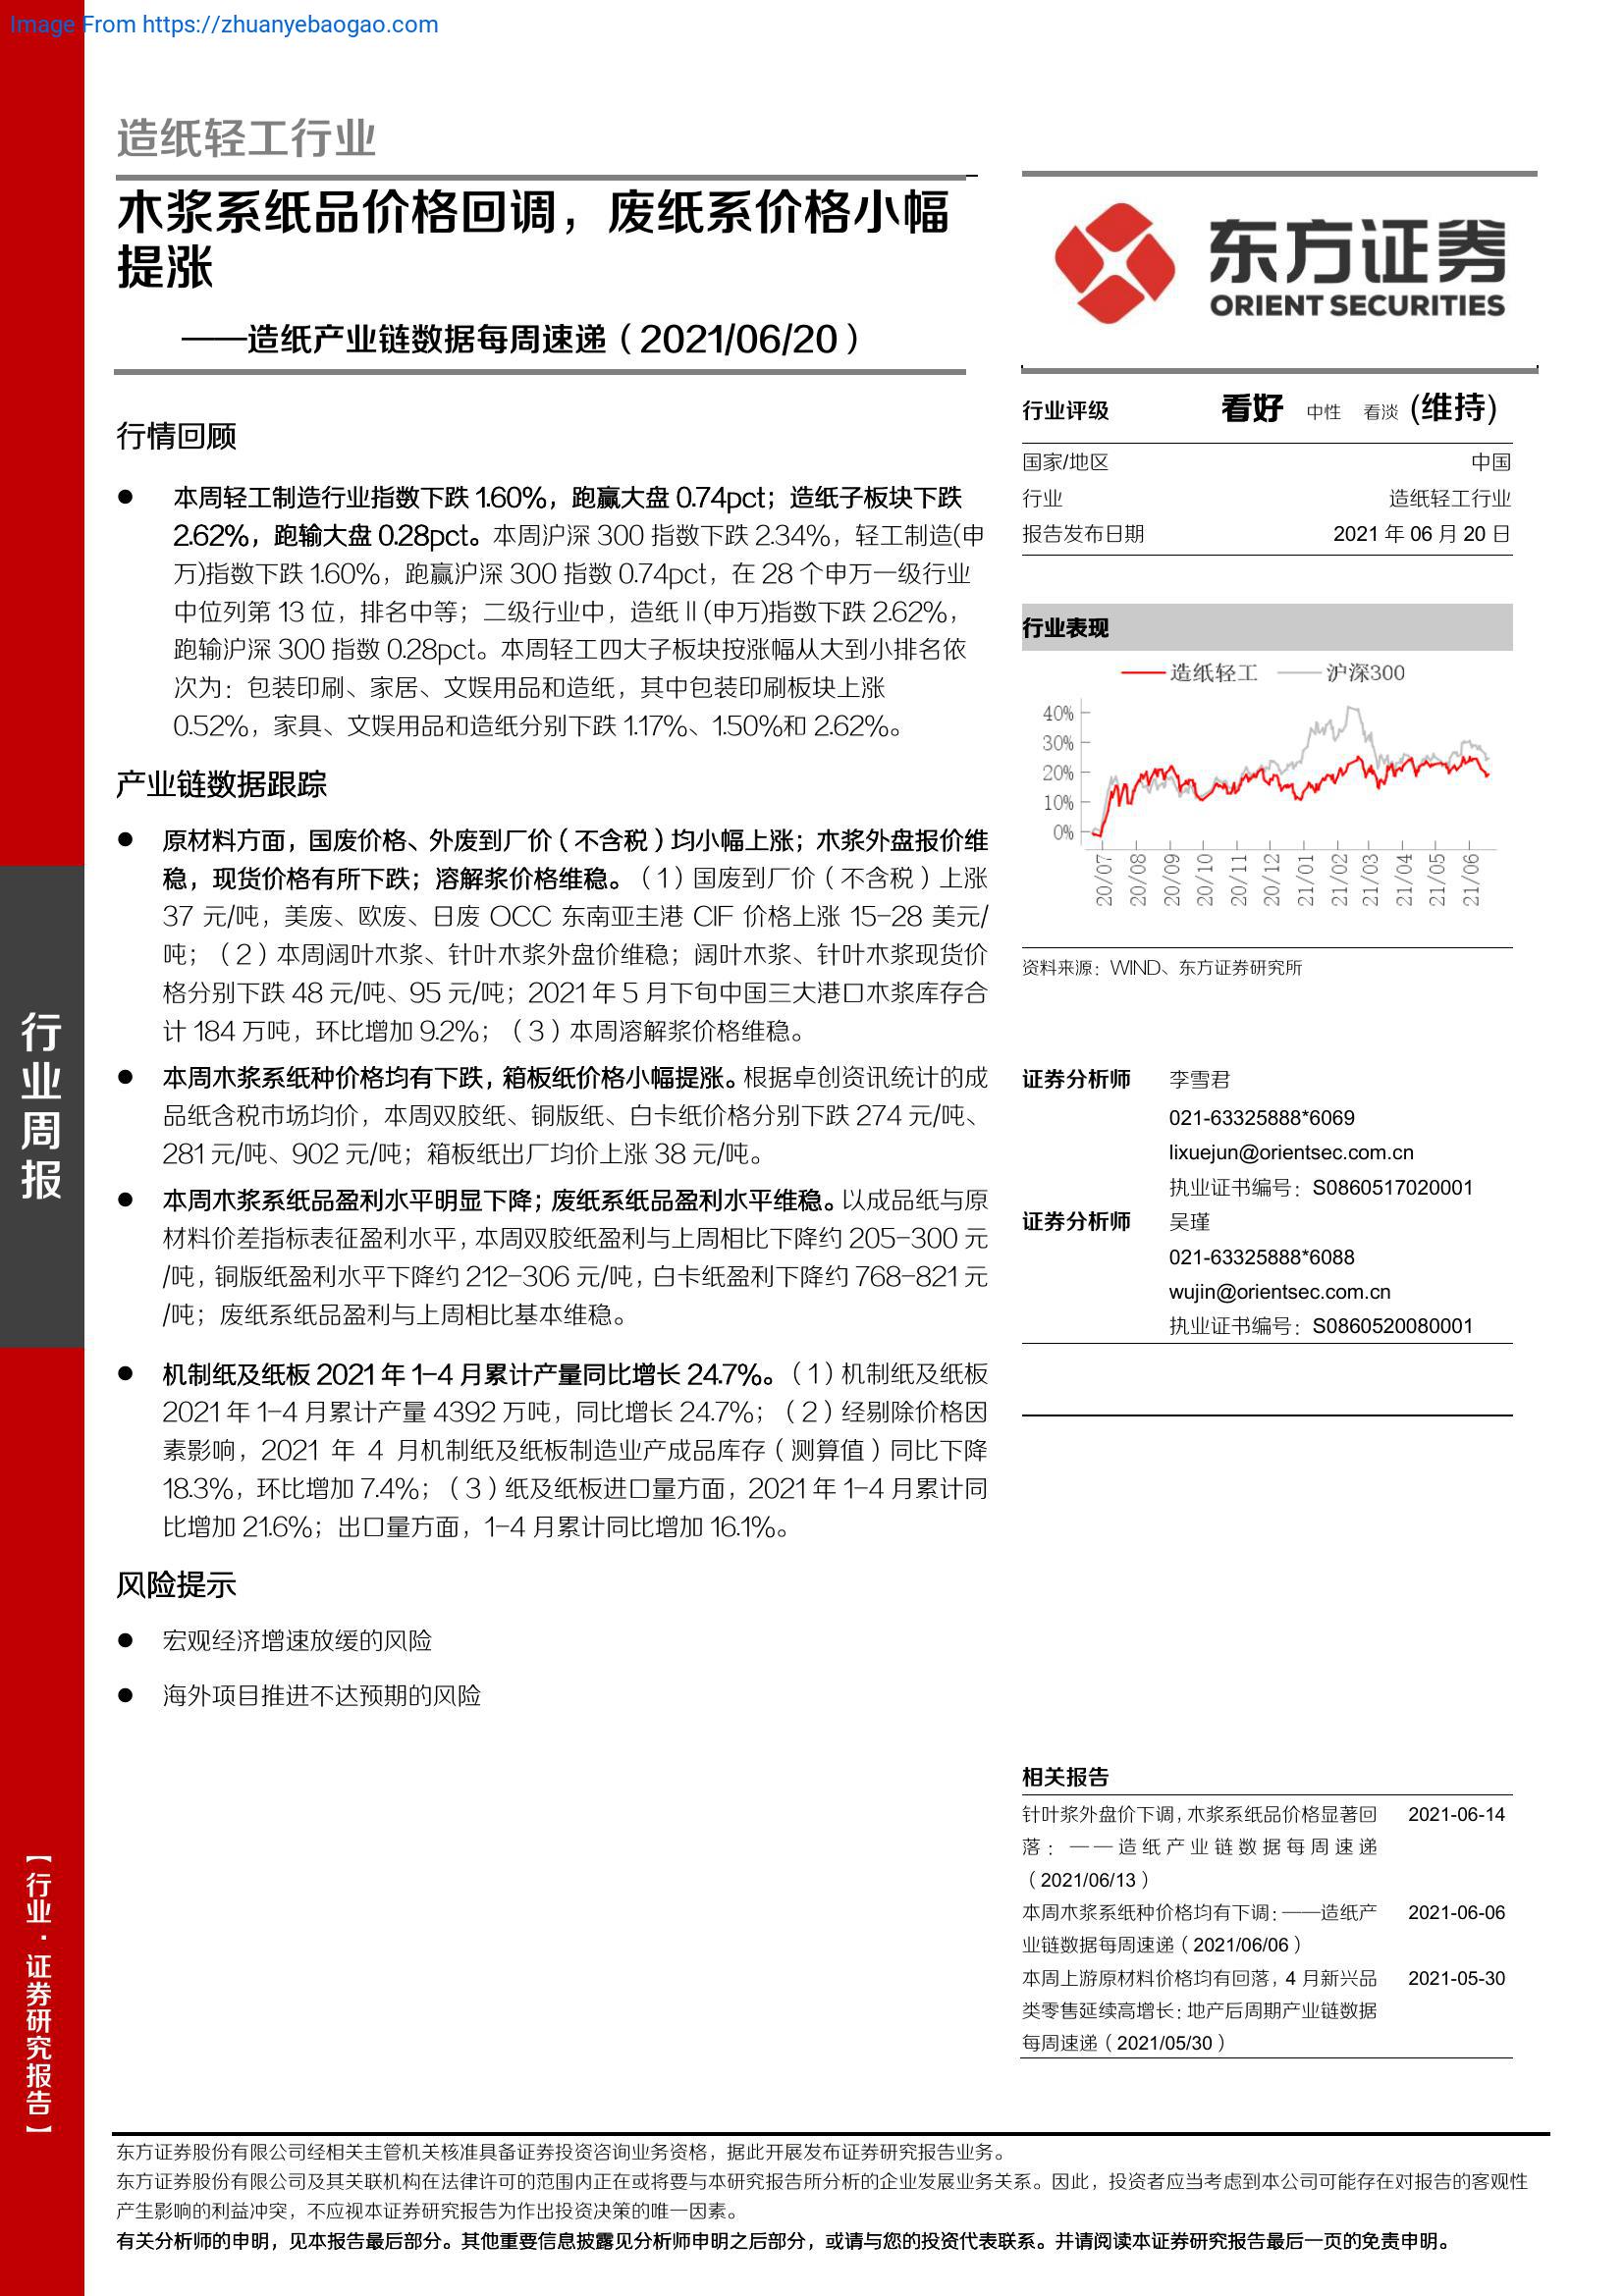 Image From https://zhuanyebaogao.com
造纸轻工行业
木浆系纸品价格回调，废纸系价格小幅
提涨
——造纸产业链数据每周速递（2021/06/20）
行情回顾
● 本周轻工制造行业指数下跌 1.60%，跑赢大盘 0.74pct；造纸子板块下跌
2.62%，跑输大盘 0.28pct。本周沪深 300 指数下跌 2.34%，轻工制造(申
万)指数下跌 1.60%，跑赢沪深 300 指数 0.74pct，在 28 个申万一级行业
中位列第 13 位，排名中等；二级行业中，造纸Ⅱ(申万)指数下跌 2.62%，
跑输沪深 300 指数 0.28pct。本周轻工四大子板块按涨幅从大到小排名依
次为：包装印刷、家居、文娱用品和造纸，其中包装印刷板块上涨
0.52%，家具、文娱用品和造纸分别下跌 1.17%、1.50%和 2.62%。
产业链数据跟踪
● 原材料方面，国废价格、外废到厂价（不含税）均小幅上涨；木浆外盘报价维
稳，现货价格有所下跌；溶解浆价格维稳。（1）国废到厂价（不含税）上涨
37 元/吨，美废、欧废、日废 OCC 东南亚主港 CIF 价格上涨 15-28 美元/
吨；（2）本周阔叶木浆、针叶木浆外盘价维稳；阔叶木浆、针叶木浆现货价
格分别下跌 48 元/吨、95 元/吨；2021 年 5 月下旬中国三大港口木浆库存合
计 184 万吨，环比增加 9.2%；（3）本周溶解浆价格维稳。
● 本周木浆系纸种价格均有下跌，箱板纸价格小幅提涨。根据卓创资讯统计的成
品纸含税市场均价，本周双胶纸、铜版纸、白卡纸价格分别下跌 274 元/吨、
281 元/吨、902 元/吨；箱板纸出厂均价上涨 38 元/吨。
● 本周木浆系纸品盈利水平明显下降；废纸系纸品盈利水平维稳。以成品纸与原
材料价差指标表征盈利水平，本周双胶纸盈利与上周相比下降约 205-300 元
/吨，铜版纸盈利水平下降约 212-306 元/吨，白卡纸盈利下降约 768-821 元
/吨；废纸系纸品盈利与上周相比基本维稳。
● 机制纸及纸板 2021 年 1-4 月累计产量同比增长 24.7%。（1）机制纸及纸板
2021 年 1-4 月累计产量 4392 万吨，同比增长 24.7%；（2）经剔除价格因
素影响，2021 年 4 月机制纸及纸板制造业产成品库存（测算值）同比下降
18.3%，环比增加 7.4%；（3）纸及纸板进口量方面，2021 年 1-4 月累计同
比增加 21.6%；出口量方面，1-4 月累计同比增加 16.1%。
风险提示
● 宏观经济增速放缓的风险
● 海外项目推进不达预期的风险
东方证券
ORIENT SECURITIES
行业评级 看好 中性 看淡 (维持)
国家/地区 中国
行业 造纸轻工行业
报告发布日期 2021 年 06 月 20 日
行业表现
造纸轻工 沪深300
40%
30%
20%
10%
0%
20/07 20/08 20/09 20/10 20/11 20/12 21/01 21/02 21/03 21/04 21/05 21/06
资料来源：WIND、东方证券研究所
证券分析师 李雪君
021-63325888*6069
lixuejun@orientsec.com.cn
执业证书编号：S0860517020001
证券分析师 吴瑾
021-63325888*6088
wujin@orientsec.com.cn
执业证书编号：S0860520080001
相关报告
针叶浆外盘价下调，木浆系纸品价格显著回 2021-06-14
落：——造纸产业链数据每周速递
（2021/06/13）
本周木浆系纸种价格均有下调：——造纸产 2021-06-06
业链数据每周速递（2021/06/06）
本周上游原材料价格均有回落，4 月新兴品 2021-05-30
类零售延续高增长：地产后周期产业链数据
每周速递（2021/05/30）
行业周报
【行业·证券研究报告】
东方证券股份有限公司经相关主管机关核准具备证券投资咨询业务资格，据此开展发布证券研究报告业务。
东方证券股份有限公司及其关联机构在法律许可的范围内正在或将要与本研究报告所分析的企业发展业务关系。因此，投资者应当考虑到本公司可能存在对报告的客观性
产生影响的利益冲突，不应视本证券研究报告为作出投资决策的唯一因素。
有关分析师的申明，见本报告最后部分。其他重要信息披露见分析师申明之后部分，或请与您的投资代表联系。并请阅读本证券研究报告最后一页的免责申明。